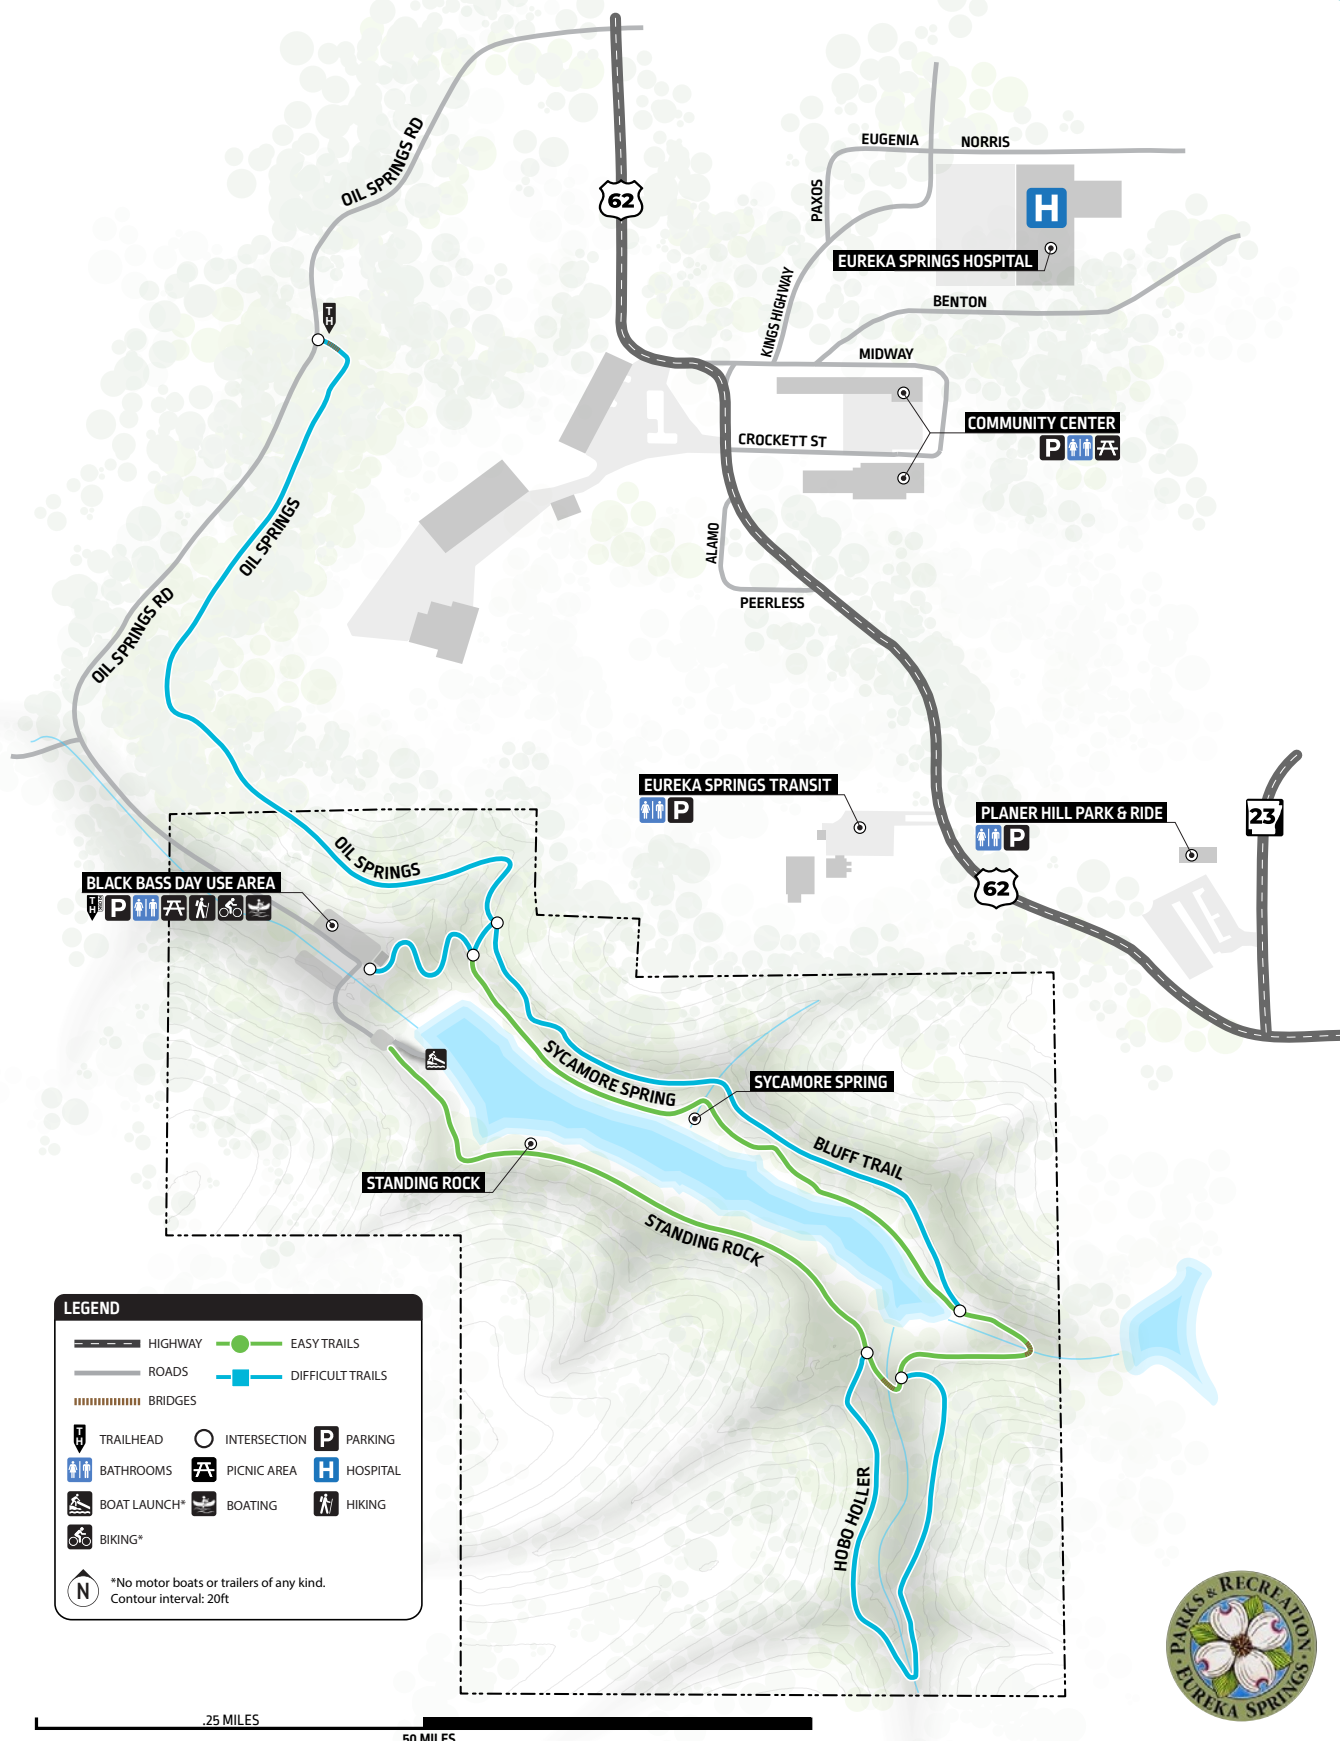 OIL SPRINGS RD
62
EUGENIA
NORRIS
PAXOS
H
EUREKA SPRINGS HOSPITAL
KINGS HIGHWAY
BENTON
TH
MIDWAY
COMMUNITY CENTER
P
CROCKETT ST
OIL SPRINGS
ALAMO
PEERLESS
OIL SPRINGS RD
EUREKA SPRINGS TRANSIT
P
PLANER HILL PARK & RIDE
P
23
62
OIL SPRINGS
BLACK BASS DAY USE AREA
TH
P
SYCAMORE SPRING
SYCAMORE SPRING
BLUFF TRAIL
STANDING ROCK
STANDING ROCK
HOBO HOLLER
LEGEND
HIGHWAY
EASY TRAILS
ROADS
DIFFICULT TRAILS
BRIDGES
TH TRAILHEAD
INTERSECTION
P PARKING
BATHROOMS
PICNIC AREA
H HOSPITAL
BOAT LAUNCH*
BOATING
HIKING
BIKING*
N
*No motor boats or trailers of any kind.
Contour interval: 20ft
PARKS & RECREATION
EUREKA SPRINGS
.25 MILES
.50 MILES